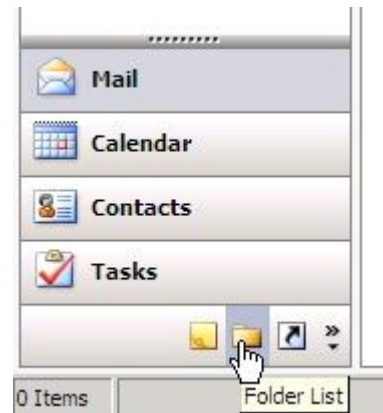 Mail
Calendar
Contacts
Tasks
0 Items
Folder List